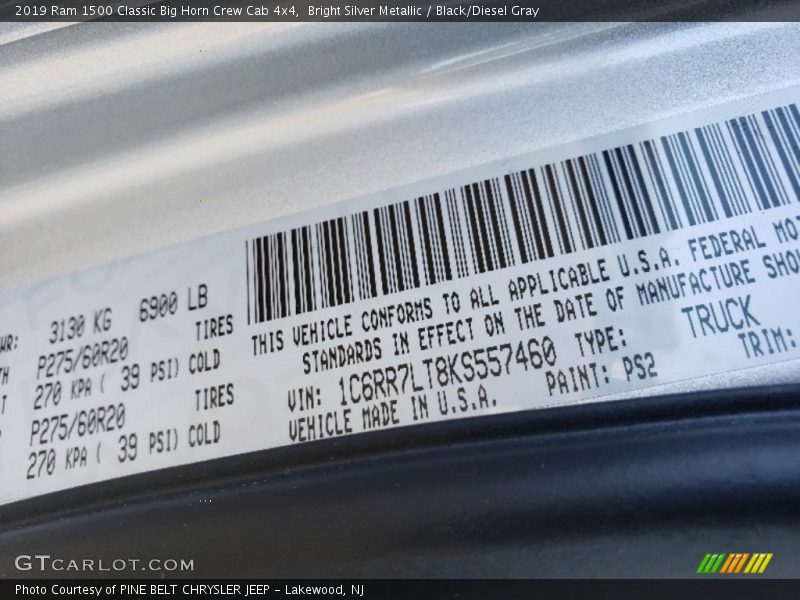 2019 Ram 1500 Classic Big Horn Crew Cab 4x4, Bright Silver Metallic / Black/Diesel Gray
3130 KG 6900 LB
P275/60R20 TIRES
270 KPA ( 39 PSI) COLD
P275/60R20 TIRES
270 KPA ( 39 PSI) COLD
THIS VEHICLE CONFORMS TO ALL APPLICABLE U.S.A. FEDERAL MO
STANDARDS IN EFFECT ON THE DATE OF MANUFACTURE SHO
VIN: 1C6RR7LT8KS557460 TYPE: TRUCK
VEHICLE MADE IN U.S.A. PAINT: PS2 TRIM:
GTCARLOT.COM
Photo Courtesy of PINE BELT CHRYSLER JEEP – Lakewood, NJ